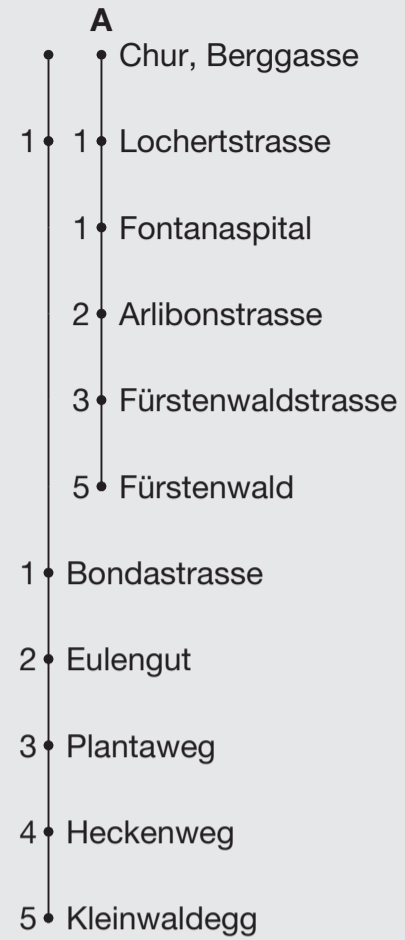 A
Chur, Berggasse
1 1 Lochertstrasse
1 Fontanaspital
2 Arlibonstrasse
3 Fürstenwaldstrasse
5 Fürstenwald
1 Bondastrasse
2 Eulengut
3 Plantaweg
4 Heckenweg
5 Kleinwaldegg